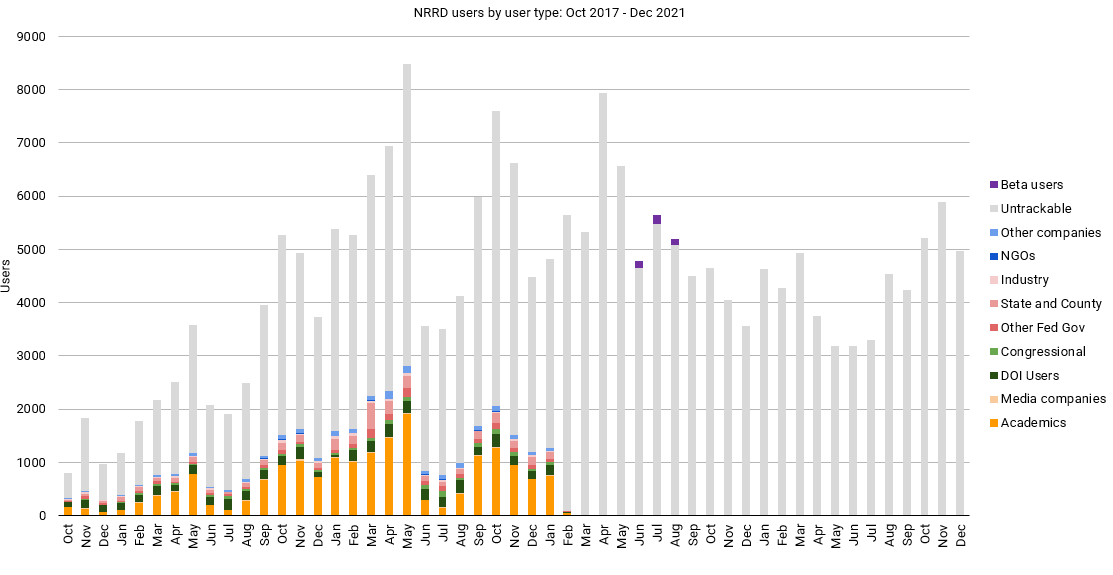 NRRD users by user type: Oct 2017 - Dec 2021
9000
8000
7000
6000
5000
4000
3000
2000
1000
0
Users
Beta users
Untrackable
Other companies
NGOs
Industry
State and County
Other Fed Gov
Congressional
DOI Users
Media companies
Academics
Oct Nov Dec Jan Feb Mar Apr May Jun Jul Aug Sep Oct Nov Dec Jan Feb Mar Apr May Jun Jul Aug Sep Oct Nov Dec Jan Feb Mar Apr May Jun Jul Aug Sep Oct Nov Dec Jan Feb Mar Apr May Jun Jul Aug Sep Oct Nov Dec